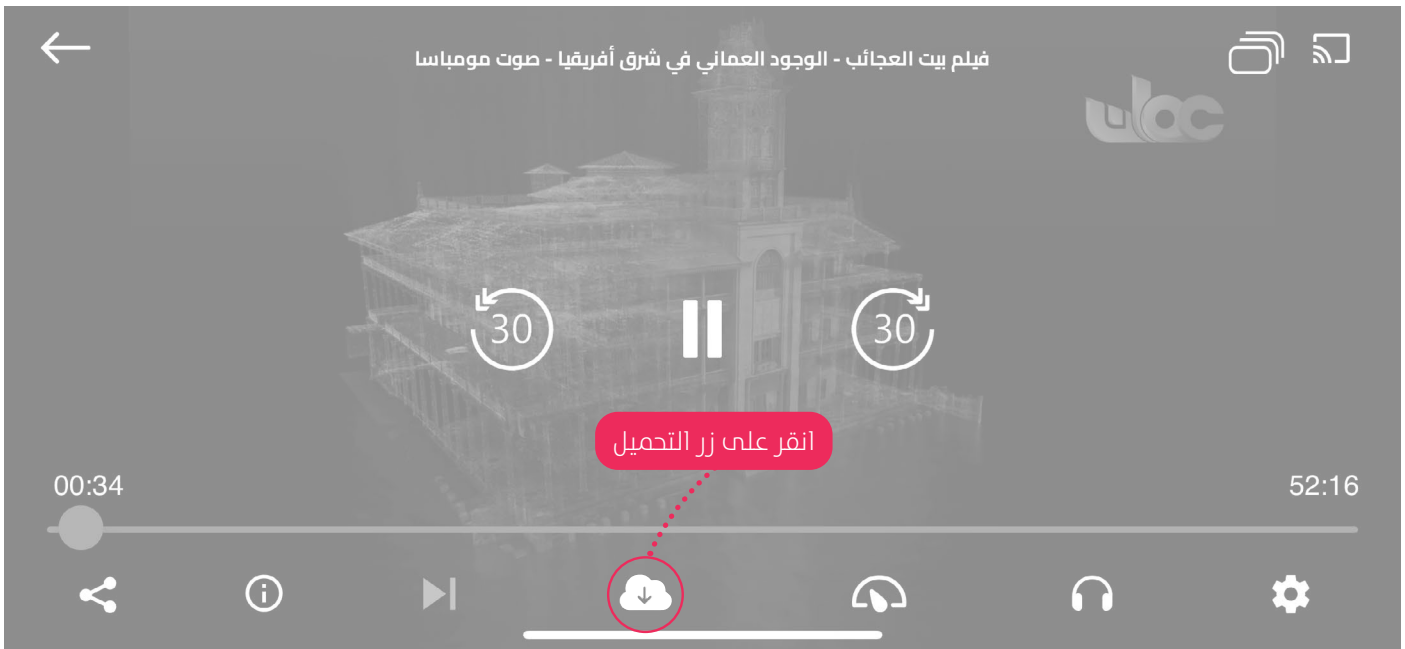 فيلم بيت العجائب - الوجود العماني في شرق أفريقيا - صوت مومباسا
عمان
30
30
انقر على زر التحميل
00:34
52:16